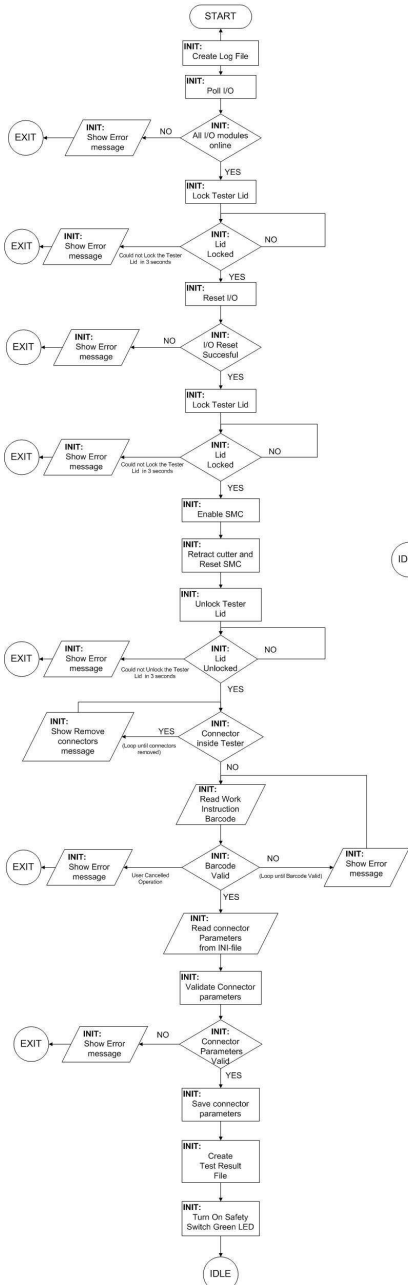 START
INIT:
Create Log File
INIT:
Poll I/O
INIT:
All I/O modules
online
NO
INIT:
Show Error
message
EXIT
YES
INIT:
Lock Tester Lid
INIT:
Lid
Locked
NO
Could not Lock the Tester
Lid in 3 seconds
INIT:
Show Error
message
EXIT
YES
INIT:
Reset I/O
INIT:
I/O Reset
Succesful
NO
INIT:
Show Error
message
EXIT
YES
INIT:
Lock Tester Lid
INIT:
Lid
Locked
NO
Could not Lock the Tester
Lid in 3 seconds
INIT:
Show Error
message
EXIT
YES
INIT:
Enable SMC
INIT:
Retract cutter and
Reset SMC
ID
INIT:
Unlock Tester
Lid
INIT:
Lid
Unlocked
NO
Could not Unlock the Tester
Lid in 3 seconds
INIT:
Show Error
message
EXIT
YES
INIT:
Connector
inside Tester
YES
(Loop until connectors
removed)
INIT:
Show Remove
connectors
message
NO
INIT:
Read Work
Instruction
Barcode
INIT:
Barcode
Valid
NO
(Loop until Barcode Valid)
INIT:
Show Error
message
User Cancelled
Operation
INIT:
Show Error
message
EXIT
YES
INIT:
Read connector
Parameters
from INI-file
INIT:
Validate Connector
parameters
INIT:
Connector
Parameters
Valid
NO
INIT:
Show Error
message
EXIT
YES
INIT:
Save connector
parameters
INIT:
Create
Test Result
File
INIT:
Turn On Safety
Switch Green LED
IDLE